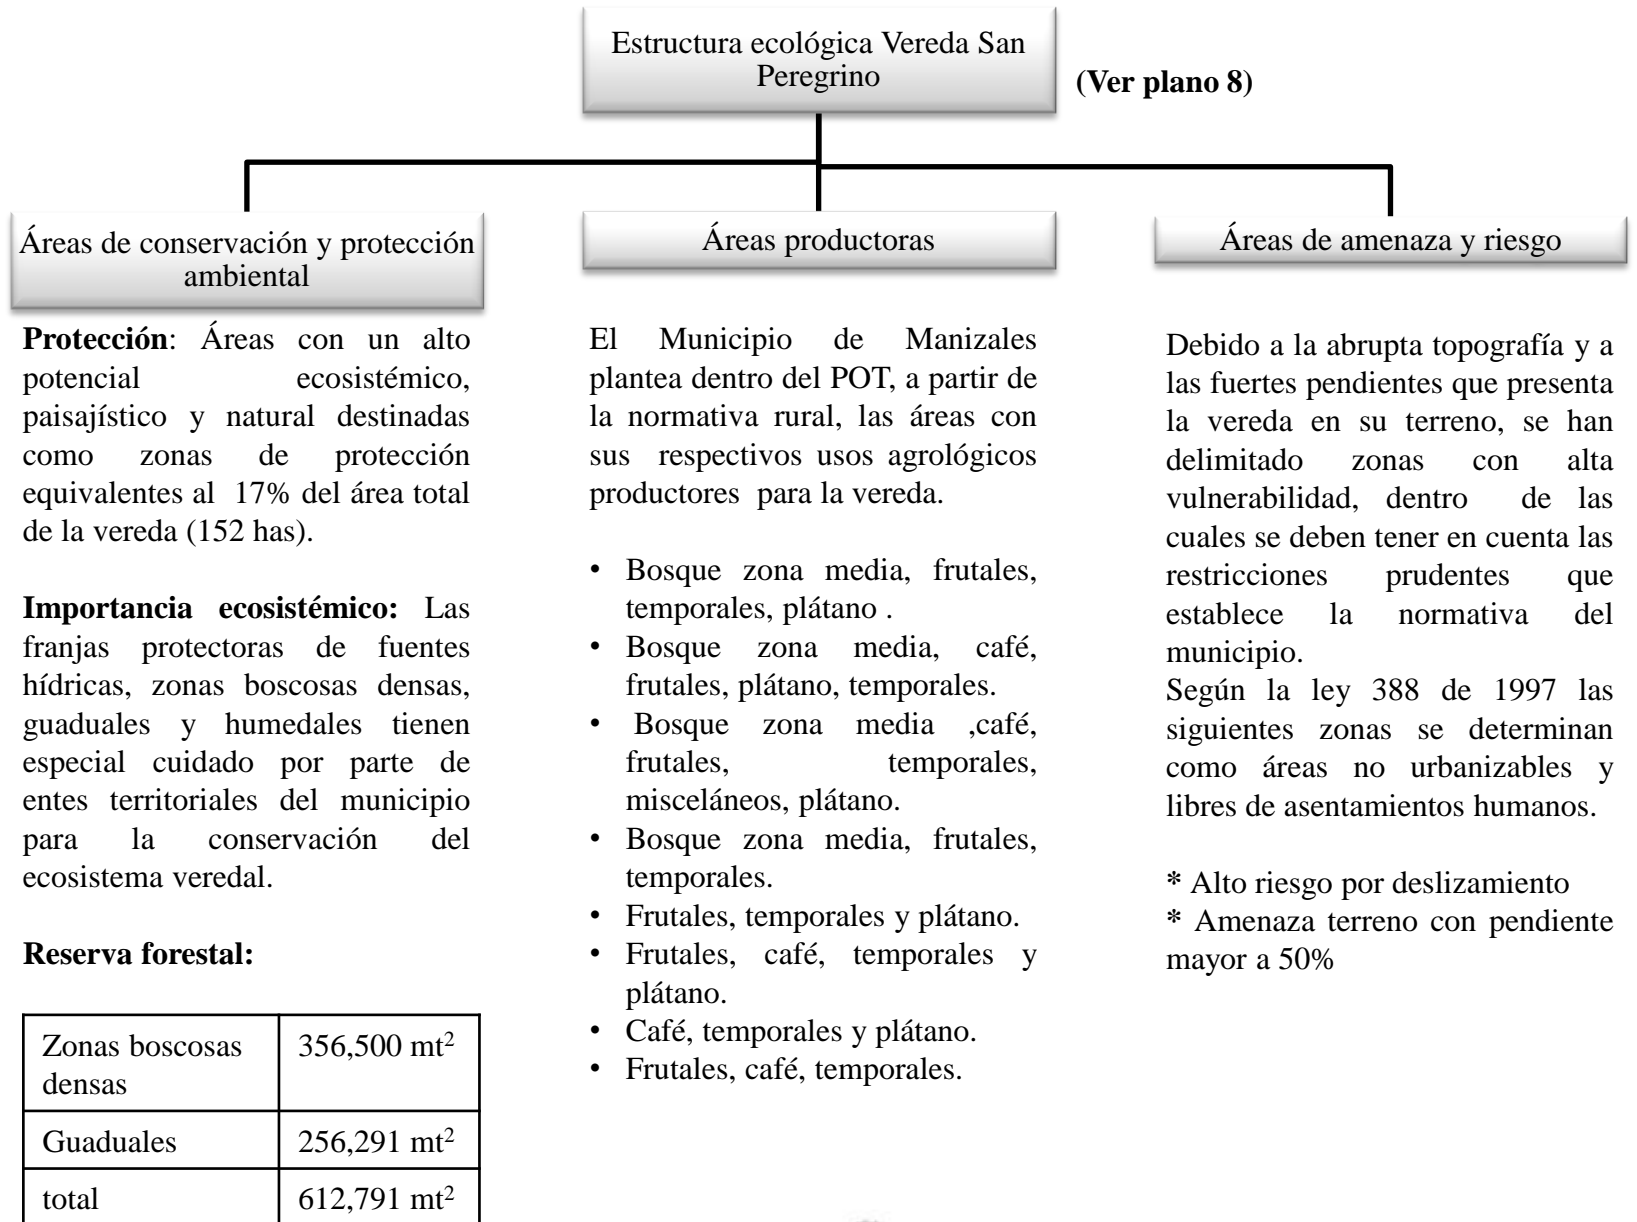 Estructura ecológica Vereda San
Peregrino
(Ver plano 8)
Áreas de conservación y protección
ambiental
Protección: Áreas con un alto
potencial ecosistémico,
paisajístico y natural destinadas
como zonas de protección
equivalentes al 17% del área total
de la vereda (152 has).
Importancia ecosistémico: Las
franjas protectoras de fuentes
hídricas, zonas boscosas densas,
guaduales y humedales tienen
especial cuidado por parte de
entes territoriales del municipio
para la conservación del
ecosistema veredal.
Reserva forestal:
Zonas boscosas
densas
356,500 mt²
Guaduales 256,291 mt²
total 612,791 mt²
Áreas productoras
El Municipio de Manizales
plantea dentro del POT, a partir de
la normativa rural, las áreas con
sus respectivos usos agrológicos
productores para la vereda.
• Bosque zona media, frutales,
temporales, plátano .
• Bosque zona media, café,
frutales, plátano, temporales.
• Bosque zona media ,café,
frutales, temporales,
misceláneos, plátano.
• Bosque zona media, frutales,
temporales.
• Frutales, temporales y plátano.
• Frutales, café, temporales y
plátano.
• Café, temporales y plátano.
• Frutales, café, temporales.
Áreas de amenaza y riesgo
Debido a la abrupta topografía y a
las fuertes pendientes que presenta
la vereda en su terreno, se han
delimitado zonas con alta
vulnerabilidad, dentro de las
cuales se deben tener en cuenta las
restricciones prudentes que
establece la normativa del
municipio.
Según la ley 388 de 1997 las
siguientes zonas se determinan
como áreas no urbanizables y
libres de asentamientos humanos.
* Alto riesgo por deslizamiento
* Amenaza terreno con pendiente
mayor a 50%